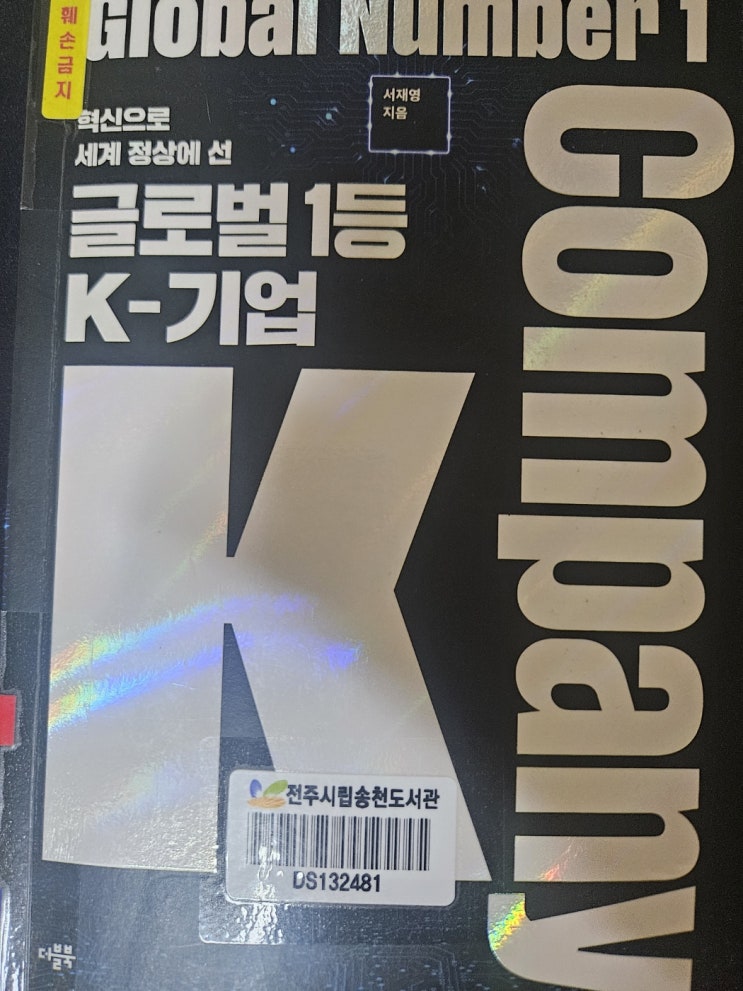 훼손금지
Global Number 1
서재영
지음
혁신으로
세계 정상에 선
글로벌 1등
K-기업
K
Company
전주시립송천도서관
DS132481
더블북